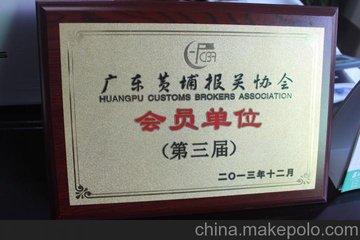 广东黄埔报关协会
HUANGPU CUSTOMS BROKERS ASSOCIATION
会员单位
(第三届)
二〇一三年十二月
china.makepolo.com